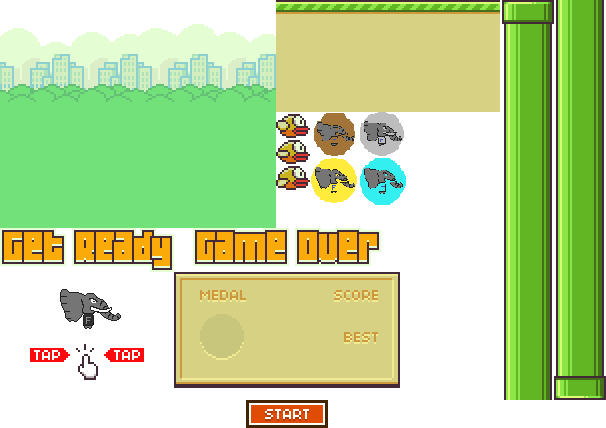 Get Ready
Game Over
MEDAL
SCORE
BEST
TAP
TAP
START